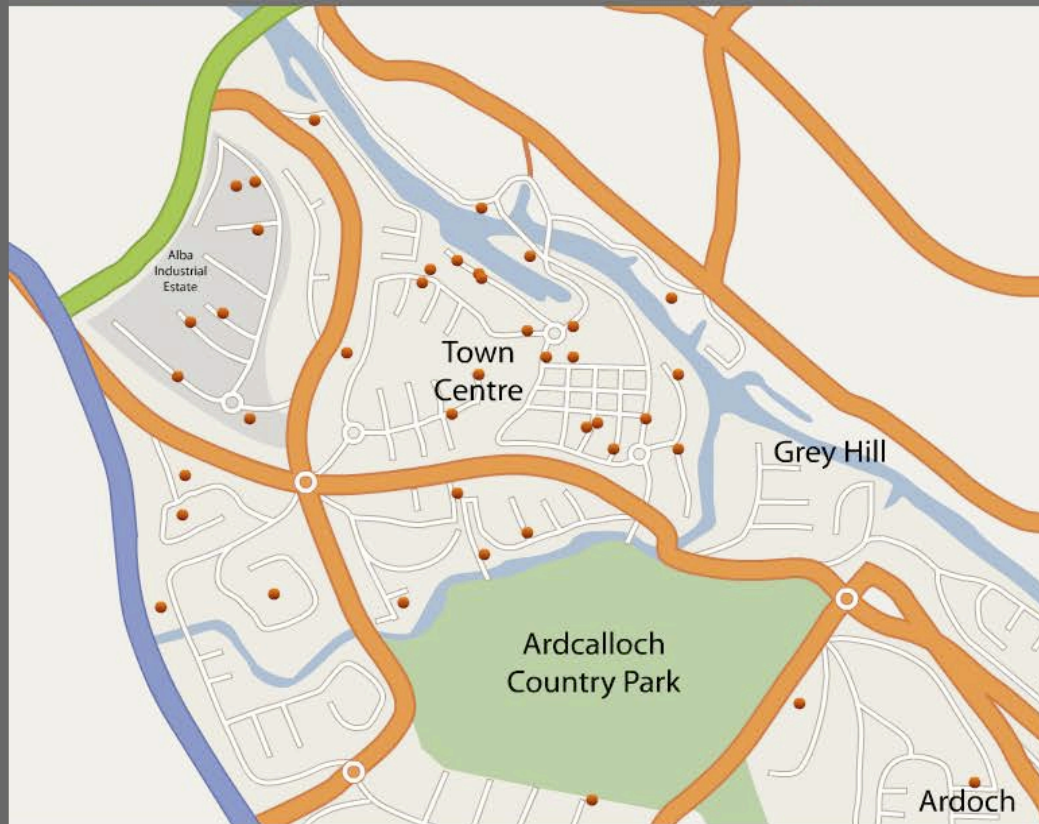 Alba
Industrial
Estate
Town
Centre
Grey Hill
Ardcalloch
Country Park
Ardoch